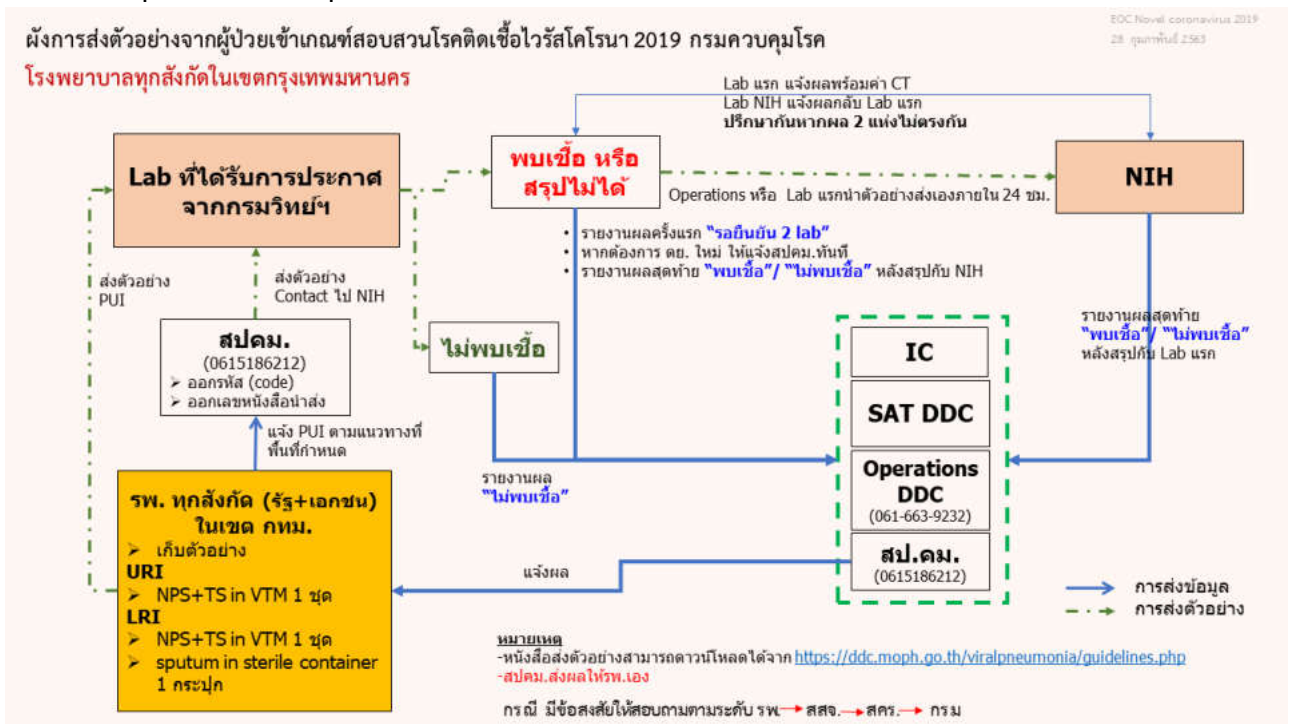 EOC Novel coronavirus 2019
28 กุมภาพันธ์ 2563
ผังการส่งตัวอย่างจากผู้ป่วยเข้าเกณฑ์สอบสวนโรคติดเชื้อไวรัสโคโรนา 2019 กรมควบคุมโรค
โรงพยาบาลทุกสังกัดในเขตกรุงเทพมหานคร
Lab แรก แจ้งผลพร้อมค่า CT
Lab NIH แจ้งผลกลับ Lab แรก
ปรึกษากันหากผล 2 แห่งไม่ตรงกัน
Lab ที่ได้รับการประกาศ
จากกรมวิทย์ฯ
พบเชื้อ หรือ
สรุปไม่ได้
NIH
Operations หรือ Lab แรกนำตัวอย่างส่งเองภายใน 24 ชม.
• รายงานผลครั้งแรก "รอยืนยัน 2 lab"
• หากต้องการ ตย. ใหม่ ให้แจ้งสปคม.ทันที
• รายงานผลสุดท้าย "พบเชื้อ"/ "ไม่พบเชื้อ" หลังสรุปกับ NIH
ส่งตัวอย่าง
PUI
ส่งตัวอย่าง
Contact ไป NIH
สปคม.
(0615186212)
➢ ออกรหัส (code)
➢ ออกเลขหนังสือนำส่ง
ไม่พบเชื้อ
รายงานผลสุดท้าย
"พบเชื้อ"/ "ไม่พบเชื้อ"
หลังสรุปกับ Lab แรก
IC
SAT DDC
Operations
DDC
(061-663-9232)
สป.คม.
(0615186212)
แจ้ง PUI ตามแนวทางที่
พื้นที่กำหนด
รายงานผล
"ไม่พบเชื้อ"
รพ. ทุกสังกัด (รัฐ+เอกชน)
ในเขต กทม.
➢ เก็บตัวอย่าง
URI
➢ NPS+TS in VTM 1 ชุด
LRI
➢ NPS+TS in VTM 1 ชุด
➢ sputum in sterile container
1 กระปุก
แจ้งผล
การส่งข้อมูล
การส่งตัวอย่าง
หมายเหตุ
-หนังสือส่งตัวอย่างสามารถดาวน์โหลดได้จาก https://ddc.moph.go.th/viralpneumonia/guidelines.php
-สปคม.ส่งผลให้รพ.เอง
กรณี มีข้อสงสัยให้สอบถามตามระดับ รพ.→ สสจ.→ สคร.→ กรม